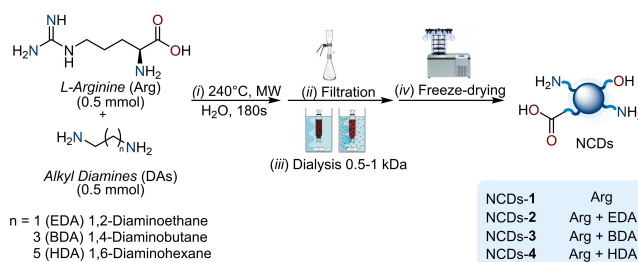 NH
H₂N
N
H
O
OH
NH₂
L-Arginine (Arg)
(0.5 mmol)
+
H₂N
n
NH₂
Alkyl Diamines (DAs)
(0.5 mmol)
n = 1 (EDA) 1,2-Diaminoethane
3 (BDA) 1,4-Diaminobutane
5 (HDA) 1,6-Diaminohexane
(i) 240°C, MW
H₂O, 180s
(ii) Filtration
(iii) Dialysis 0.5-1 kDa
(iv) Freeze-drying
H₂N
OH
HO
O
NH
NCDs
NCDs-1 Arg
NCDs-2 Arg + EDA
NCDs-3 Arg + BDA
NCDs-4 Arg + HDA